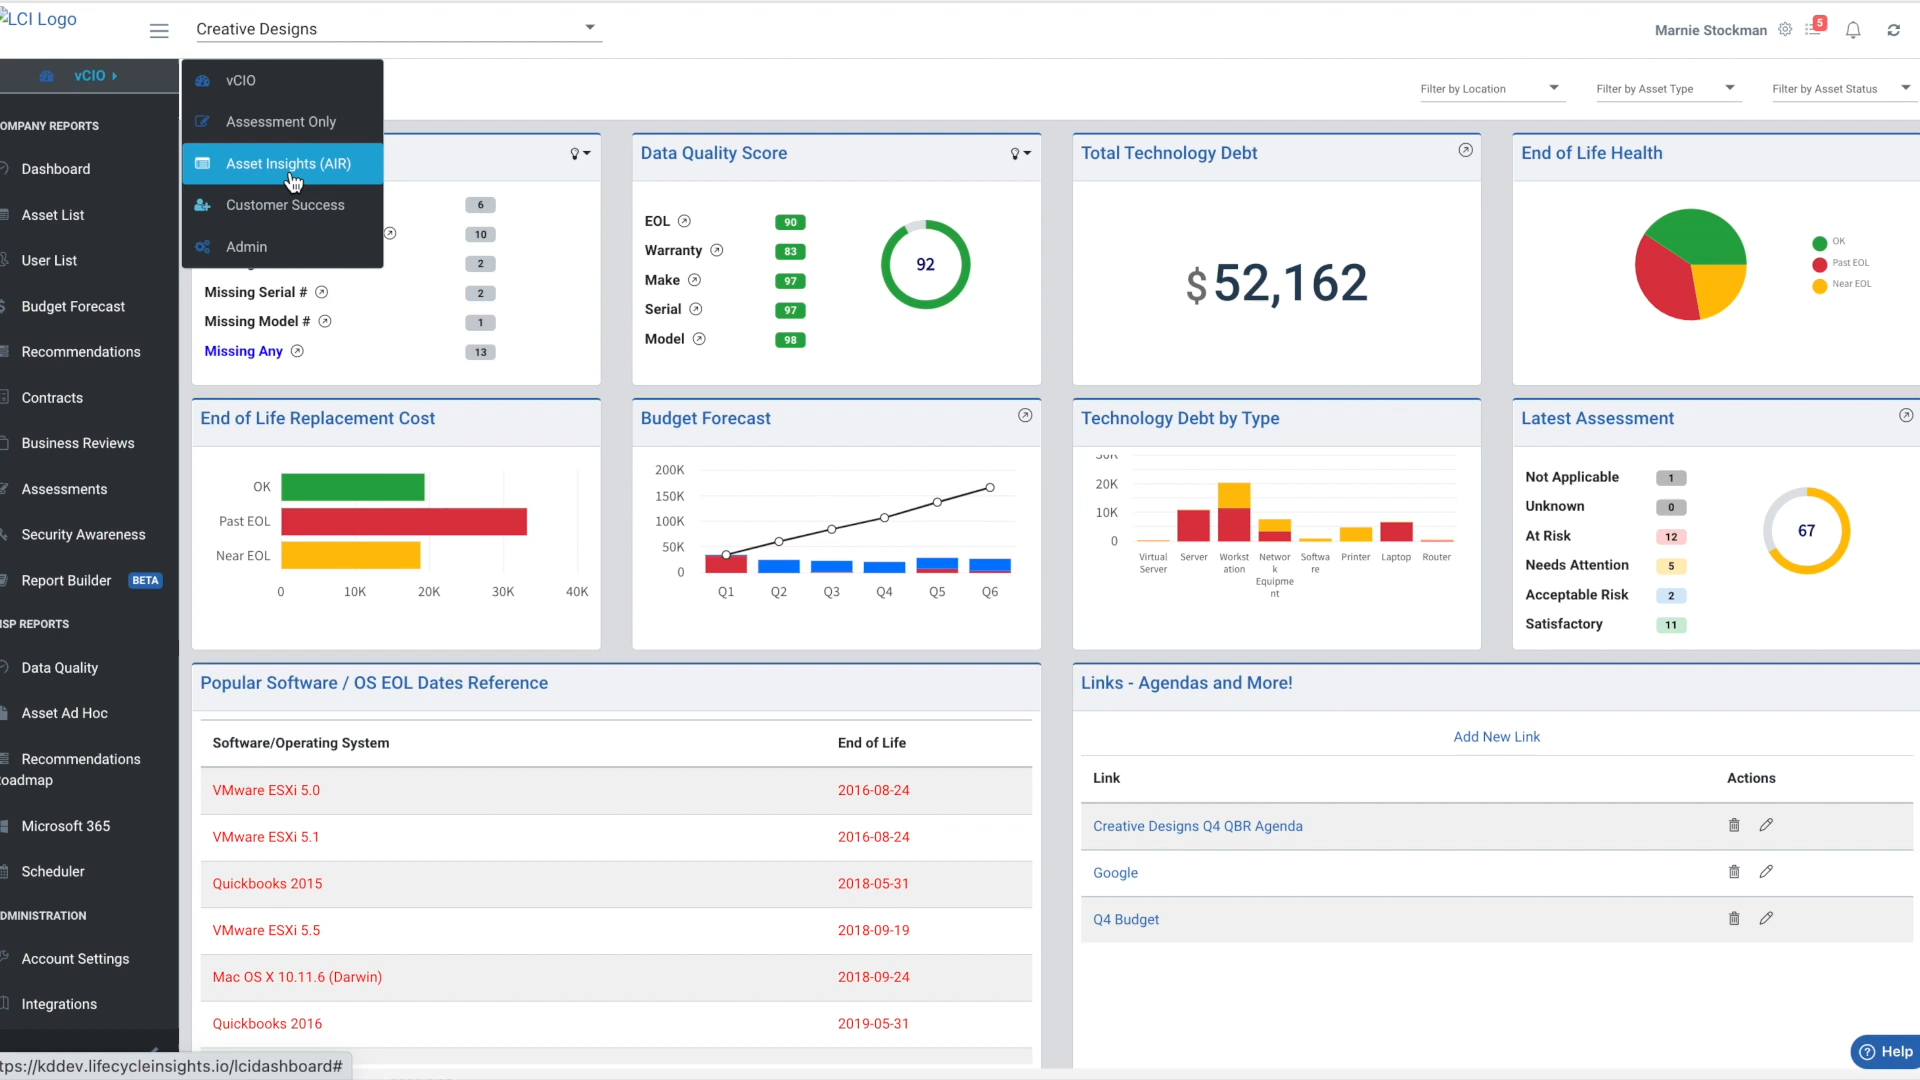 LCI Logo
Creative Designs
Marnie Stockman
5
vCIO
vCIO
Assessment Only
Asset Insights (AIR)
Customer Success
Admin
Filter by Location
Filter by Asset Type
Filter by Asset Status
OMPANY REPORTS
Dashboard
Asset List
User List
Budget Forecast
Recommendations
Contracts
Business Reviews
Assessments
Security Awareness
Report Builder BETA
SP REPORTS
Data Quality
Asset Ad Hoc
Recommendations
oadmap
Microsoft 365
Scheduler
DMINISTRATION
Account Settings
Integrations
6
10
2
Missing Serial # 2
Missing Model # 1
Missing Any 13
Data Quality Score
EOL 90
Warranty 83
Make 97
Serial 97
Model 98
92
Total Technology Debt
$52,162
End of Life Health
OK
Past EOL
Near EOL
End of Life Replacement Cost
OK
Past EOL
Near EOL
0 10K 20K 30K 40K
Budget Forecast
200K
150K
100K
50K
0
Q1 Q2 Q3 Q4 Q5 Q6
Technology Debt by Type
30K
20K
10K
0
Virtual Server
Server
Workst ation
Networ k Equipme nt
Softwa re
Printer
Laptop
Router
Latest Assessment
Not Applicable 1
Unknown 0
At Risk 12
Needs Attention 5
Acceptable Risk 2
Satisfactory 11
67
Popular Software / OS EOL Dates Reference
Software/Operating System End of Life
VMware ESXi 5.0 2016-08-24
VMware ESXi 5.1 2016-08-24
Quickbooks 2015 2018-05-31
VMware ESXi 5.5 2018-09-19
Mac OS X 10.11.6 (Darwin) 2018-09-24
Quickbooks 2016 2019-05-31
Links - Agendas and More!
Add New Link
Link Actions
Creative Designs Q4 QBR Agenda
Google
Q4 Budget
Help
tps://kddev.lifecycleinsights.io/lcidashboard#